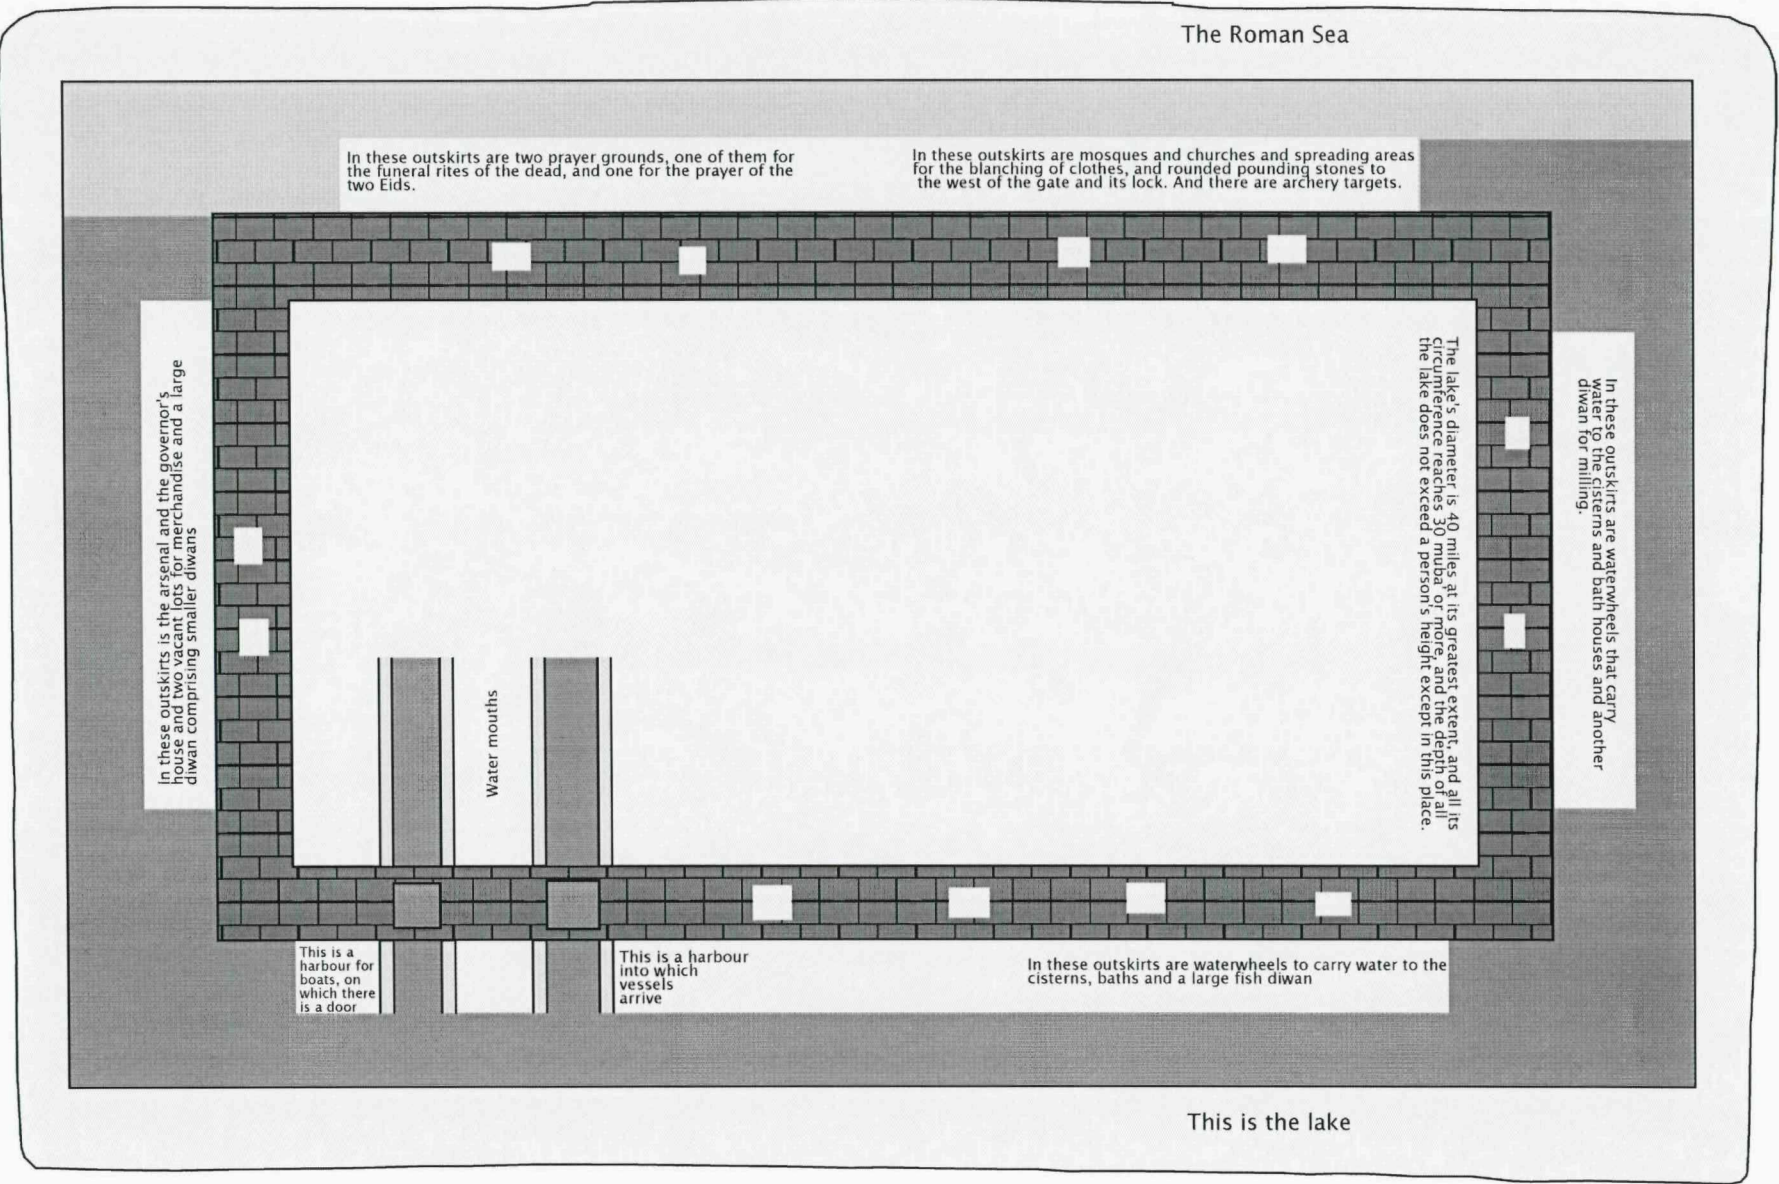 The Roman Sea
In these outskirts are two prayer grounds, one of them for
the funeral rites of the dead, and one for the prayer of the
two Eids.
In these outskirts are mosques and churches and spreading areas
for the blanching of clothes, and rounded pounding stones to
the west of the gate and its lock. And there are archery targets.
In these outskirts is the arsenal and the governor's
house and two vacant lots for merchandise and a large
diwan comprising smaller diwans
Water mouths
The lake's diameter is 40 miles at its greatest extent, and all its
circumference reaches 30 muba' or more, and the depth of all
the lake does not exceed a person's height except in this place.
In these outskirts are waterwheels that carry
water to the cisterns and bath houses and another
diwan for milling.
This is a
harbour for
boats, on
which there
is a door
This is a harbour
into which
vessels
arrive
In these outskirts are waterwheels to carry water to the
cisterns, baths and a large fish diwan
This is the lake